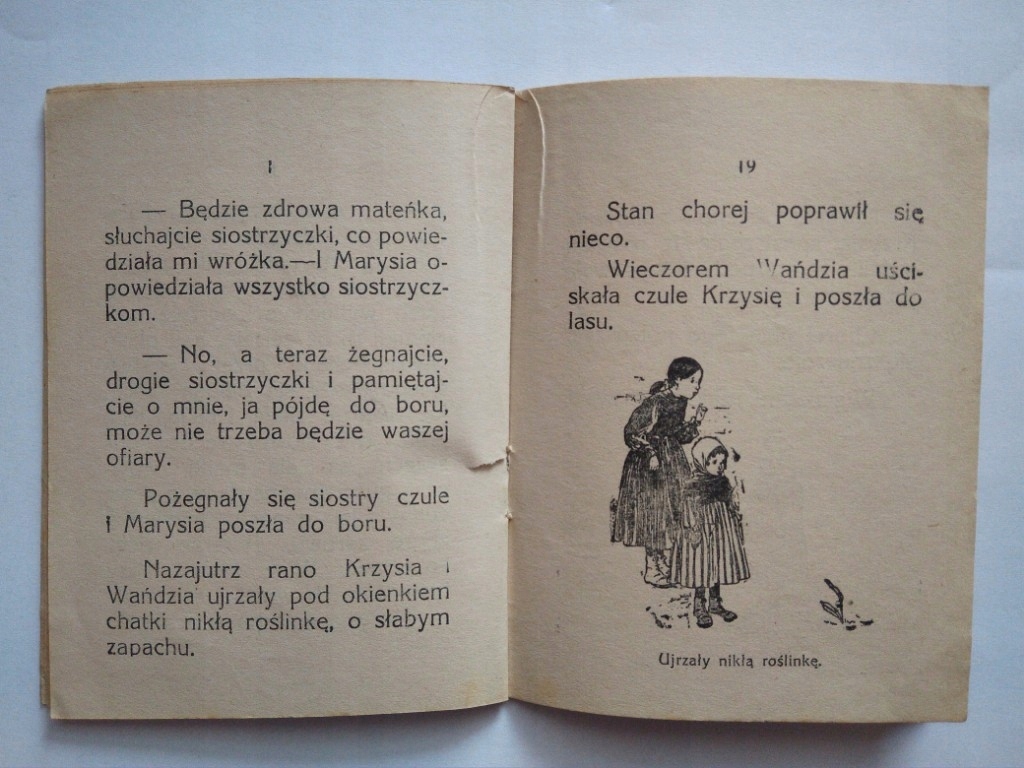 — Będzie zdrowa mateńka,
słuchajcie siostrzyczki, co powie-
działa mi wróżka.—I Marysia o-
powiedziała wszystko siostrzycz-
kom.
— No, a teraz żegnajcie,
drogie siostrzyczki i pamiętaj-
cie o mnie, ja pójdę do boru,
może nie trzeba będzie waszej
ofiary.
Pożegnały się siostry czule
i Marysia poszła do boru.
Nazajutrz rano Krzysia i
Wańdzia ujrzały pod okienkiem
chatki nikłą roślinkę, o słabym
zapachu.
19
Stan chorej poprawił się
nieco.
Wieczorem Wańdzia uści-
skała czule Krzysię i poszła do
lasu.
Ujrzały nikłą roślinkę.